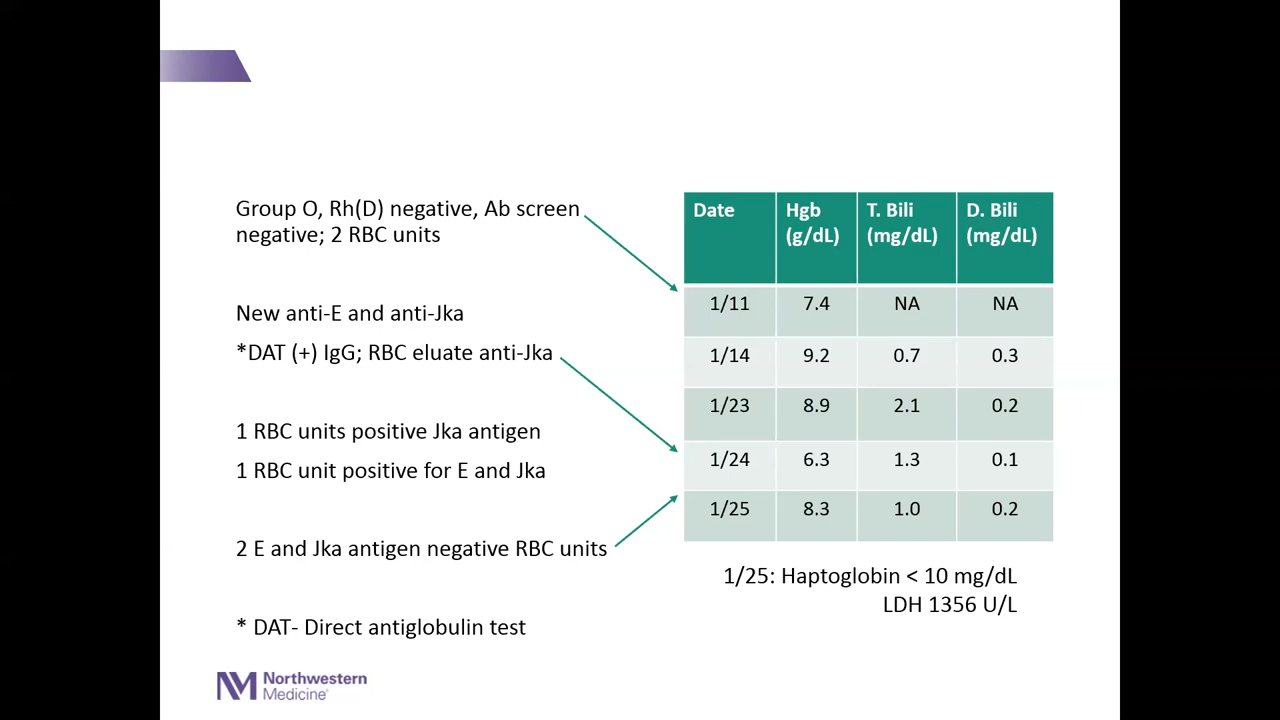 Group O, Rh(D) negative, Ab screen
negative; 2 RBC units
New anti-E and anti-Jka
*DAT (+) IgG; RBC eluate anti-Jka
1 RBC units positive Jka antigen
1 RBC unit positive for E and Jka
2 E and Jka antigen negative RBC units
* DAT- Direct antiglobulin test
Date Hgb (g/dL) T. Bili (mg/dL) D. Bili (mg/dL)
1/11 7.4 NA NA
1/14 9.2 0.7 0.3
1/23 8.9 2.1 0.2
1/24 6.3 1.3 0.1
1/25 8.3 1.0 0.2
1/25: Haptoglobin < 10 mg/dL
LDH 1356 U/L
NM Northwestern
Medicine®